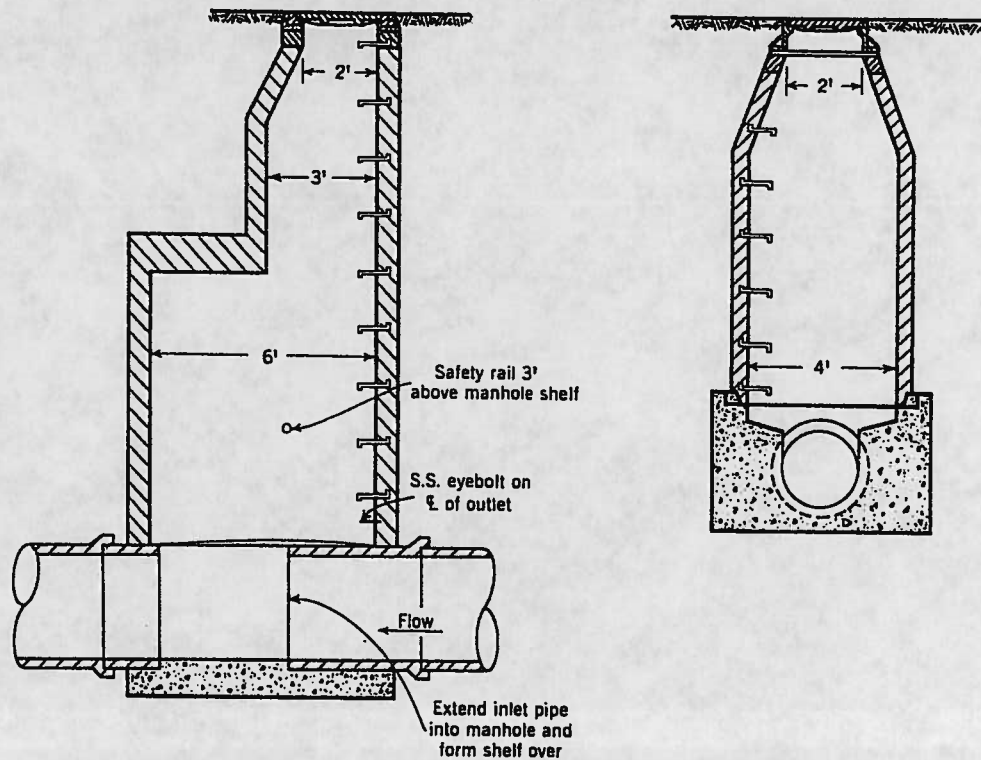 2'
2'
3'
6'
4'
Safety rail 3'
above manhole shelf
S.S. eyebolt on
℄ of outlet
Flow
Extend inlet pipe
into manhole and
form shelf over